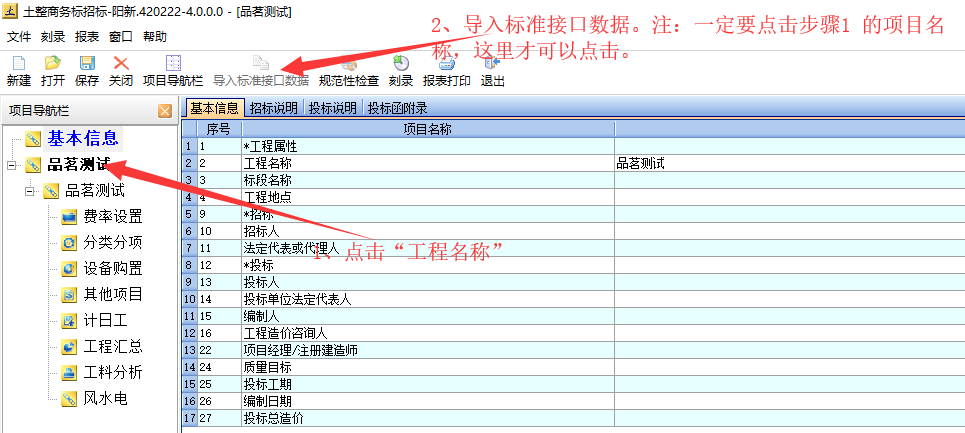 土整商务标招标-阳新.420222-4.0.0.0 - [品茗测试]
文件 刻录 报表 窗口 帮助
2、导入标准接口数据。注: 一定要点击步骤1 的项目名
称, 这里才可以点击。
新建 打开 保存 关闭 项目导航栏 导入标准接口数据 规范性检查 刻录 报表打印 退出
项目导航栏
基本信息
品茗测试
品茗测试
费率设置
分类分项
设备购置
其他项目
计日工
工程汇总
工料分析
风水电
基本信息 招标说明 投标说明 投标函附录
序号 项目名称
1 1 *工程属性
2 2 工程名称 品茗测试
3 3 标段名称
4 4 工程地点
5 9 *招标
6 10 招标人
7 11 法定代表或代理人
1、点击“工程名称”
8 12 *投标
9 13 投标人
10 14 投标单位法定代表人
11 15 编制人
12 16 工程造价咨询人
13 22 项目经理/注册建造师
14 24 质量目标
15 25 投标工期
16 26 编制日期
17 27 投标总造价